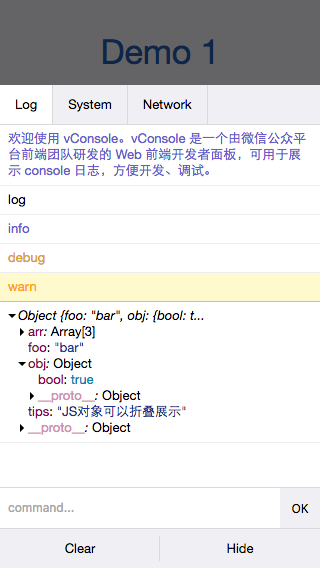 Demo 1
Log System Network
欢迎使用 vConsole。vConsole 是一个由微信公众平
台前端团队研发的 Web 前端开发者面板，可用于展
示 console 日志，方便开发、调试。
log
info
debug
warn
Object {foo: "bar", obj: {bool: t...
arr: Array[3]
foo: "bar"
obj: Object
bool: true
__proto__: Object
tips: "JS对象可以折叠展示"
__proto__: Object
command... OK
Clear Hide